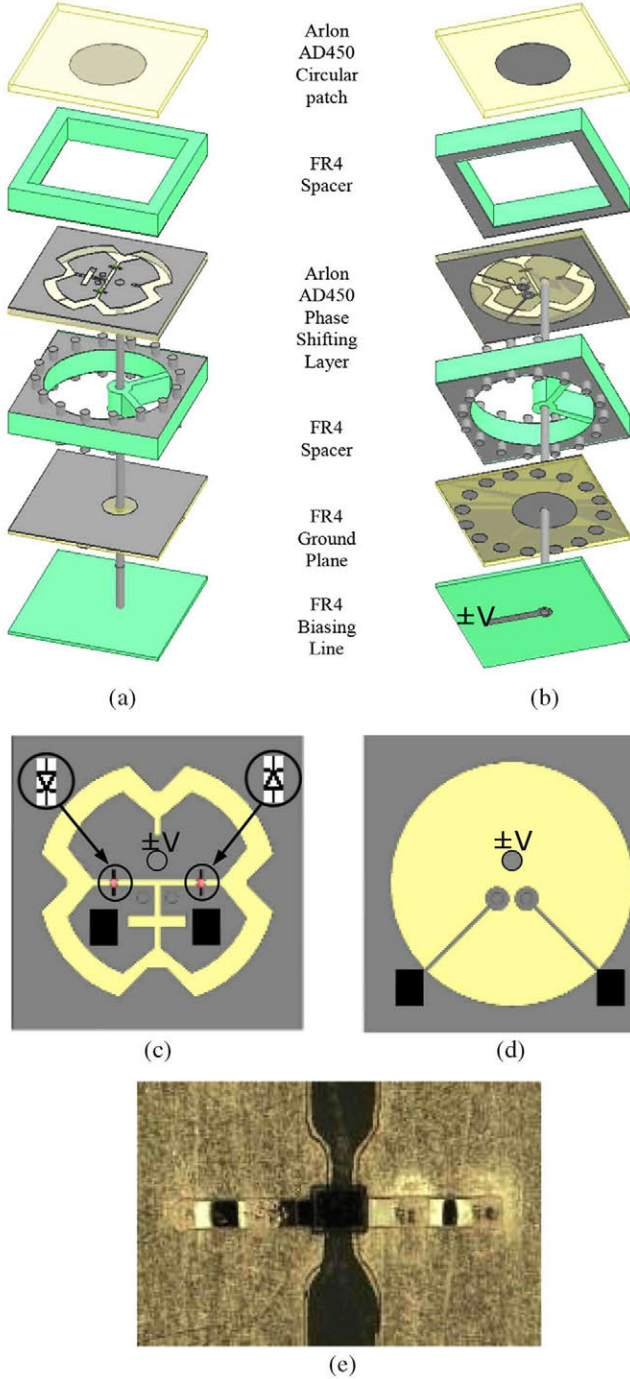 Arlon
AD450
Circular
patch
FR4
Spacer
Arlon
AD450
Phase
Shifting
Layer
FR4
Spacer
FR4
Ground
Plane
FR4
Biasing
Line
±V
(a)
(b)
±V
±V
(c)
(d)
(e)